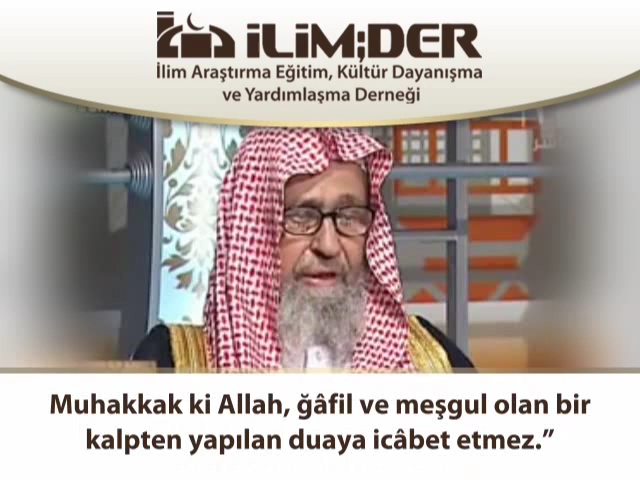 İLİM;DER
İlim Araştırma Eğitim, Kültür Dayanışma
ve Yardımlaşma Derneği
Muhakkak ki Allah, ğâfil ve meşgul olan bir
kalpten yapılan duaya icâbet etmez.”